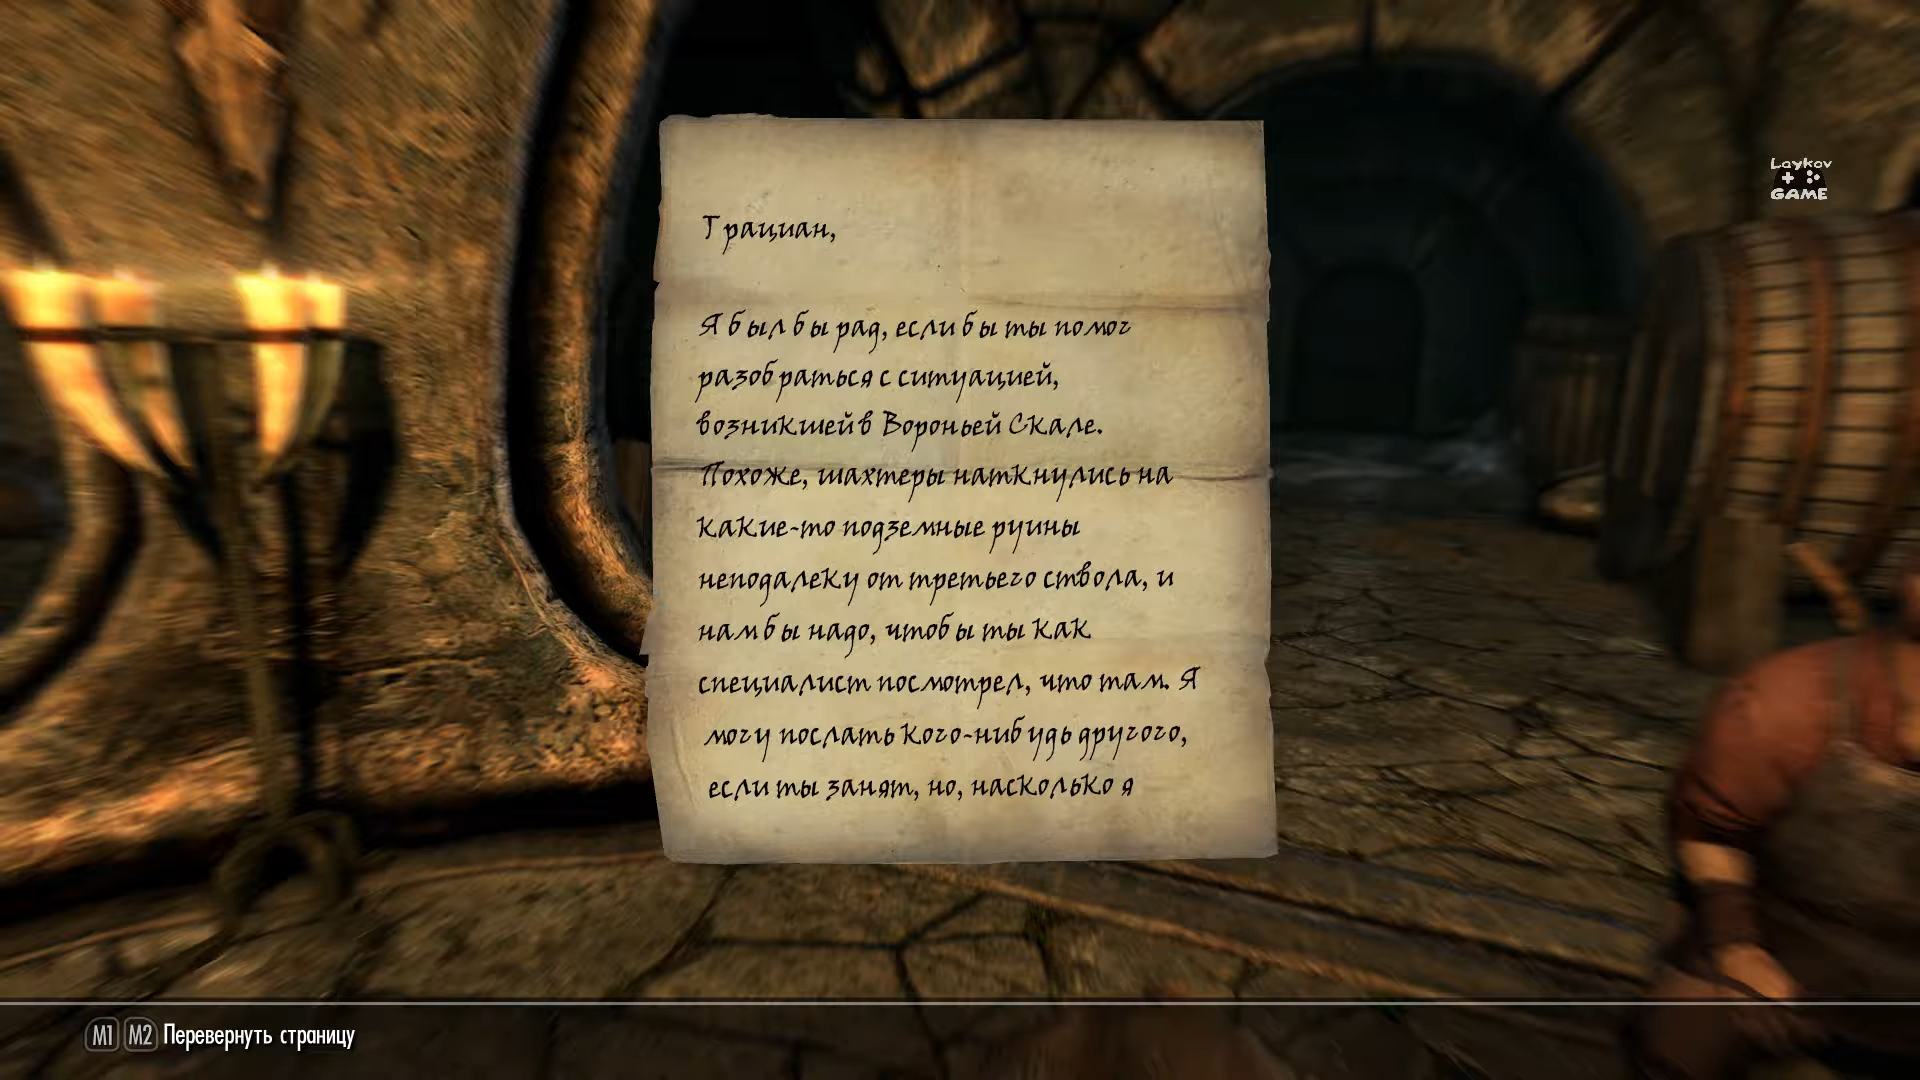 Грациан,
Я был бы рад, если бы ты помог
разобраться с ситуацией,
возникшей в Вороньей Скале.
Похоже, шахтеры наткнулись на
какие-то подземные руины
неподалеку от третьего ствола, и
нам бы надо, чтобы ты как
специалист посмотрел, что там. Я
могу послать кого-нибудь другого,
если ты занят, но, насколько я
Laykov
GAME
M1 M2 Перевернуть страницу